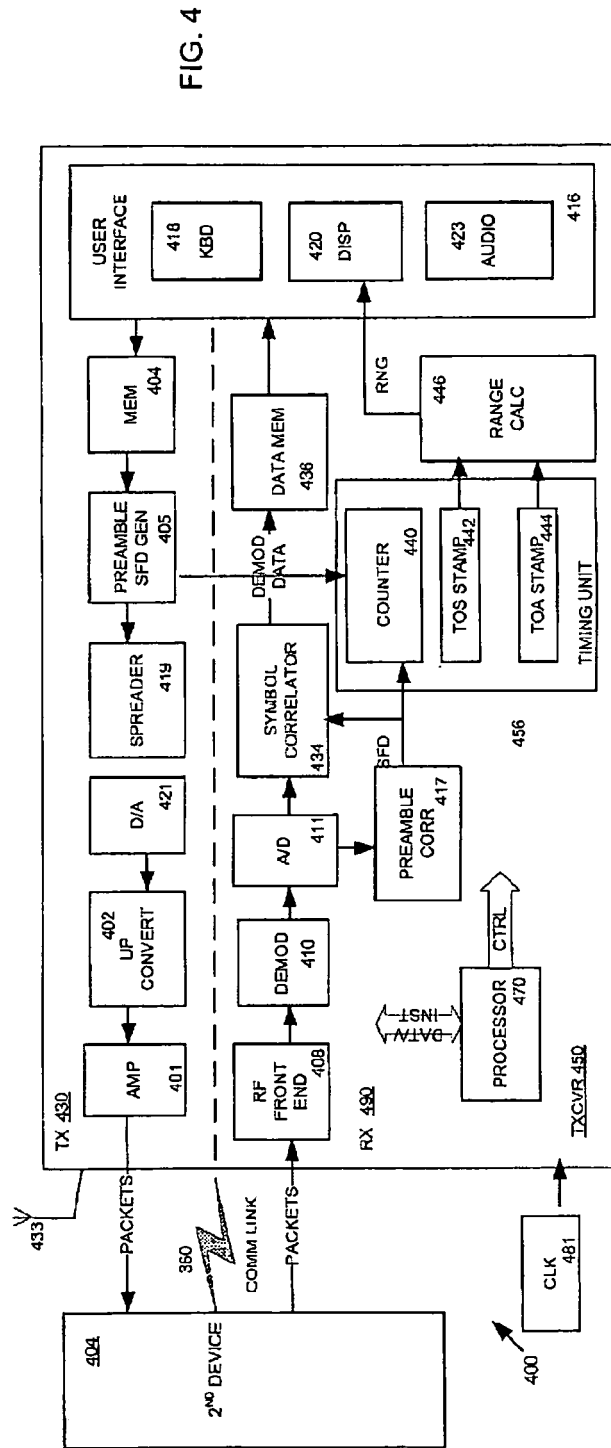 FIG. 4
433
TX 430
PACKETS
AMP
401
UP
CONVERT
402
D/A
421
SPREADER
419
PREAMBLE
SFD GEN
405
MEM
404
USER
INTERFACE
418
KBD
420
DISP
423
AUDIO
416
404
2ND DEVICE
360
COMM LINK
PACKETS
RX 490
RF
FRONT
END
408
DEMOD
410
A/D
411
SYMBOL
CORRELATOR
434
DEMOD
DATA
DATA MEM
436
PREAMBLE
CORR
417
SFD
COUNTER
440
TOS STAMP
442
TOA STAMP
444
TIMING UNIT
456
RNG
446
RANGE
CALC
DATA/
INST
PROCESSOR
470
CTRL
TXCVR 450
CLK
481
400